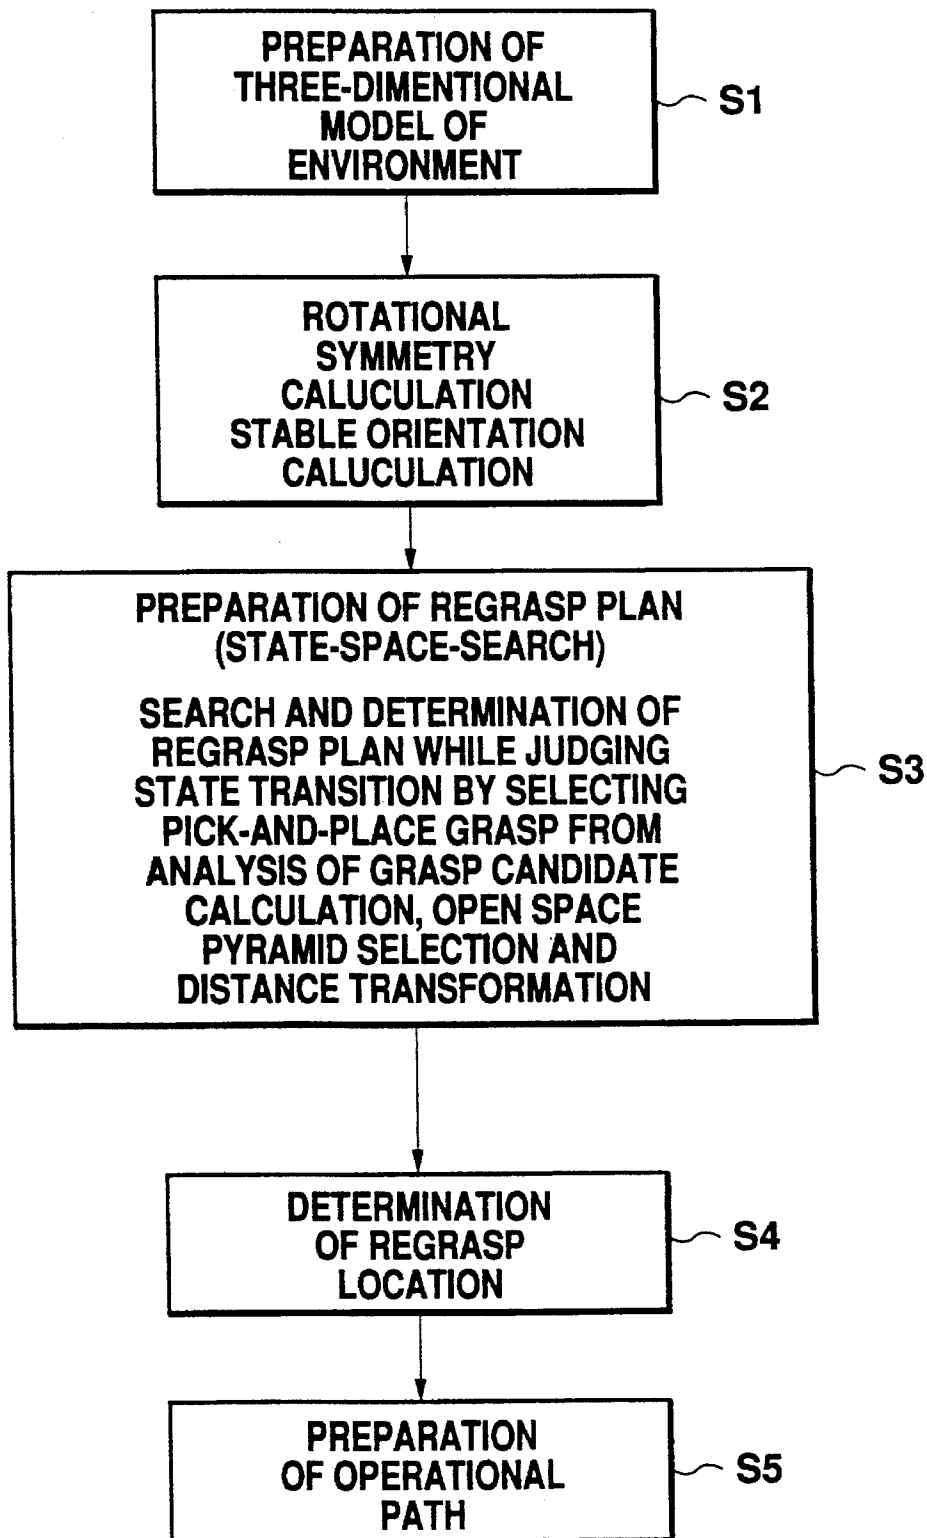 PREPARATION OF
THREE-DIMENTIONAL
MODEL OF
ENVIRONMENT
S1
ROTATIONAL
SYMMETRY
CALUCULATION
STABLE ORIENTATION
CALUCULATION
S2
PREPARATION OF REGRASP PLAN
(STATE-SPACE-SEARCH)
SEARCH AND DETERMINATION OF
REGRASP PLAN WHILE JUDGING
STATE TRANSITION BY SELECTING
PICK-AND-PLACE GRASP FROM
ANALYSIS OF GRASP CANDIDATE
CALCULATION, OPEN SPACE
PYRAMID SELECTION AND
DISTANCE TRANSFORMATION
S3
DETERMINATION
OF REGRASP
LOCATION
S4
PREPARATION
OF OPERATIONAL
PATH
S5